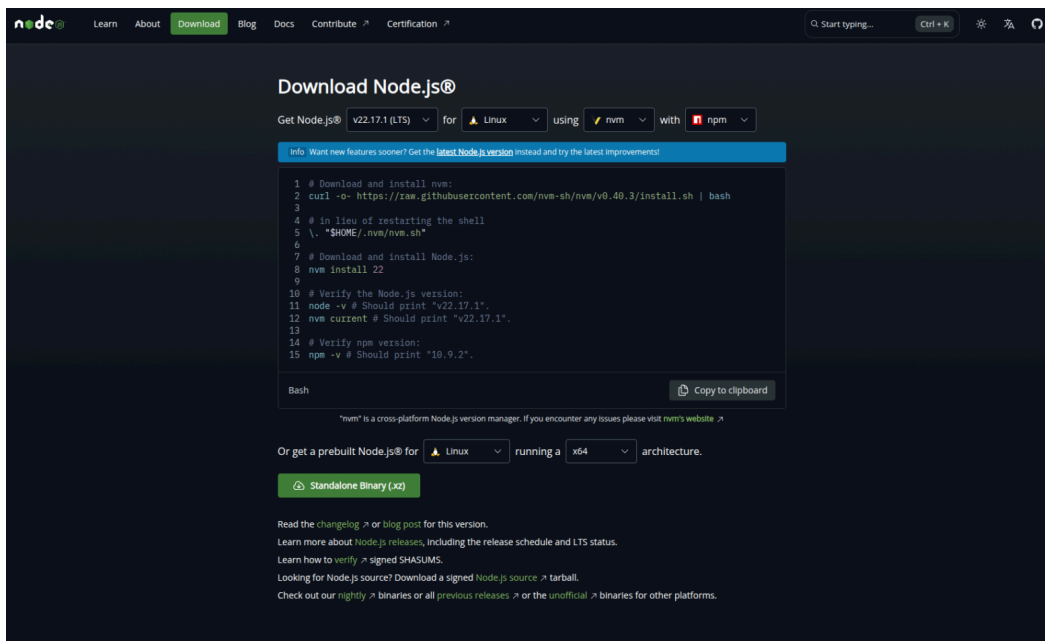 node
Learn About Download Blog Docs Contribute ↗ Certification ↗ Start typing... Ctrl + K
Download Node.js®
Get Node.js® v22.17.1 (LTS) for Linux using nvm with npm
Info Want new features sooner? Get the latest Node.js version instead and try the latest improvements!
1 # Download and install nvm:
2 curl -o- https://raw.githubusercontent.com/nvm-sh/nvm/v0.40.3/install.sh | bash
3
4 # in lieu of restarting the shell
5 \. "$HOME/.nvm/nvm.sh"
6
7 # Download and install Node.js:
8 nvm install 22
9
10 # Verify the Node.js version:
11 node -v # Should print "v22.17.1".
12 nvm current # Should print "v22.17.1".
13
14 # Verify npm version:
15 npm -v # Should print "10.9.2".
Bash Copy to clipboard
"nvm" is a cross-platform Node.js version manager. If you encounter any issues please visit nvm's website ↗
Or get a prebuilt Node.js® for Linux running a x64 architecture.
Standalone Binary (.xz)
Read the changelog ↗ or blog post for this version.
Learn more about Node.js releases, including the release schedule and LTS status.
Learn how to verify ↗ signed SHASUMS.
Looking for Node.js source? Download a signed Node.js source ↗ tarball.
Check out our nightly ↗ binaries or all previous releases ↗ or the unofficial ↗ binaries for other platforms.